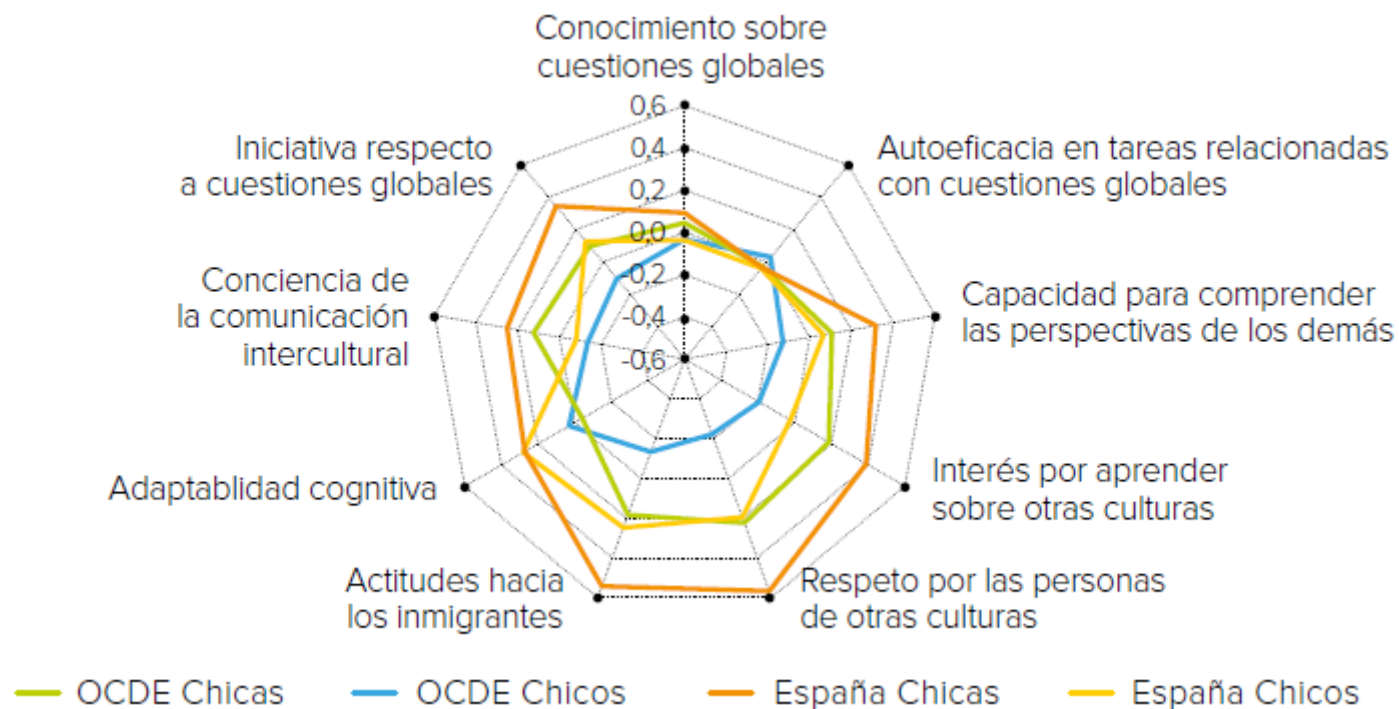 Conocimiento sobre
cuestiones globales
0,6
0,4
0,2
0,0
-0,2
-0,4
-0,6
Autoeficacia en tareas relacionadas
con cuestiones globales
Capacidad para comprender
las perspectivas de los demás
Interés por aprender
sobre otras culturas
Respeto por las personas
de otras culturas
Actitudes hacia
los inmigrantes
Adaptablidad cognitiva
Conciencia de
la comunicación
intercultural
Iniciativa respecto
a cuestiones globales
OCDE Chicas
OCDE Chicos
España Chicas
España Chicos